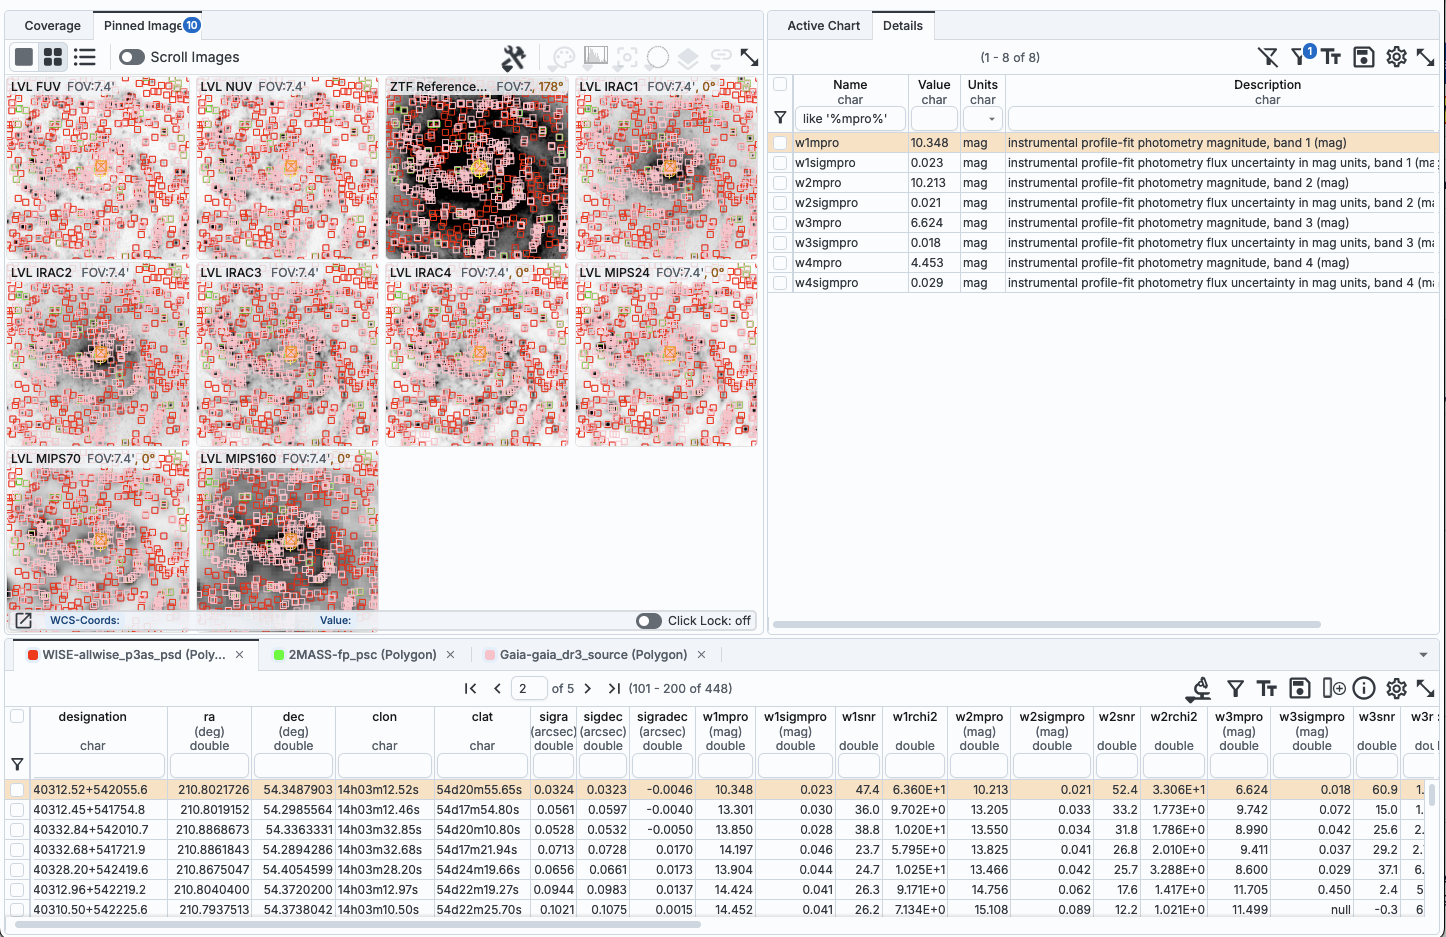 Coverage Pinned Image 10
Scroll Images
LVL FUV FOV:7.4'
LVL NUV FOV:7.4'
ZTF Reference... FOV:7., 178°
LVL IRAC1 FOV:7.4', 0°
LVL IRAC2 FOV:7.4'
LVL IRAC3 FOV:7.4'
LVL IRAC4 FOV:7.4', 0°
LVL MIPS24 FOV:7.4', 0°
LVL MIPS70 FOV:7.4', 0°
LVL MIPS160 FOV:7.4', 0°
WCS-Coords: Value: Click Lock: off
Active Chart Details
(1 - 8 of 8) 1
Name Value Units Description
char char char char
like '%mpro%'
w1mpro 10.348 mag instrumental profile-fit photometry magnitude, band 1 (mag)
w1sigmpro 0.023 mag instrumental profile-fit photometry flux uncertainty in mag units, band 1 (ma
w2mpro 10.213 mag instrumental profile-fit photometry magnitude, band 2 (mag)
w2sigmpro 0.021 mag instrumental profile-fit photometry flux uncertainty in mag units, band 2 (ma
w3mpro 6.624 mag instrumental profile-fit photometry magnitude, band 3 (mag)
w3sigmpro 0.018 mag instrumental profile-fit photometry flux uncertainty in mag units, band 3 (ma
w4mpro 4.453 mag instrumental profile-fit photometry magnitude, band 4 (mag)
w4sigmpro 0.029 mag instrumental profile-fit photometry flux uncertainty in mag units, band 4 (ma
WISE-allwise_p3as_psd (Poly... 2MASS-fp_psc (Polygon) Gaia-gaia_dr3_source (Polygon)
2 of 5 (101 - 200 of 448)
designation ra dec clon clat sigra sigdec sigradec w1mpro w1sigmpro w1snr w1rchi2 w2mpro w2sigmpro w2snr w2rchi2 w3mpro w3sigmpro w3snr w3r
(deg) (deg) (arcsec) (arcsec) (arcsec) (mag) (mag) (mag) (mag) (mag) (mag)
char double double char char double double double double double double double double double double double double double double dou
40312.52+542055.6 210.8021726 54.3487903 14h03m12.52s 54d20m55.65s 0.0324 0.0323 -0.0046 10.348 0.023 47.4 6.360E+1 10.213 0.021 52.4 3.306E+1 6.624 0.018 60.9 1.
40312.45+541754.8 210.8019152 54.2985564 14h03m12.46s 54d17m54.80s 0.0561 0.0597 -0.0040 13.301 0.030 36.0 9.702E+0 13.205 0.033 33.2 1.773E+0 9.742 0.072 15.0 1.
40332.84+542010.7 210.8868673 54.3363331 14h03m32.85s 54d20m10.80s 0.0528 0.0532 -0.0050 13.850 0.028 38.8 1.020E+1 13.550 0.034 31.8 1.786E+0 8.990 0.042 25.6 2.
40332.68+541721.9 210.8861843 54.2894286 14h03m32.68s 54d17m21.94s 0.0713 0.0728 0.0170 14.197 0.046 23.7 5.795E+0 13.825 0.041 26.8 2.010E+0 9.411 0.037 29.2 2.
40328.20+542419.6 210.8675047 54.4054599 14h03m28.20s 54d24m19.66s 0.0656 0.0661 0.0173 13.904 0.044 24.7 1.025E+1 13.466 0.042 25.7 3.288E+0 8.600 0.029 37.1 6.
40312.96+542219.2 210.8040400 54.3720200 14h03m12.97s 54d22m19.27s 0.0944 0.0983 0.0137 14.424 0.041 26.3 9.171E+0 14.756 0.062 17.6 1.417E+0 11.705 0.450 2.4 5
40310.50+542225.6 210.7937513 54.3738042 14h03m10.50s 54d22m25.70s 0.1021 0.1075 0.0015 14.452 0.041 26.2 7.134E+0 15.108 0.089 12.2 1.021E+0 11.499 null -0.3 6